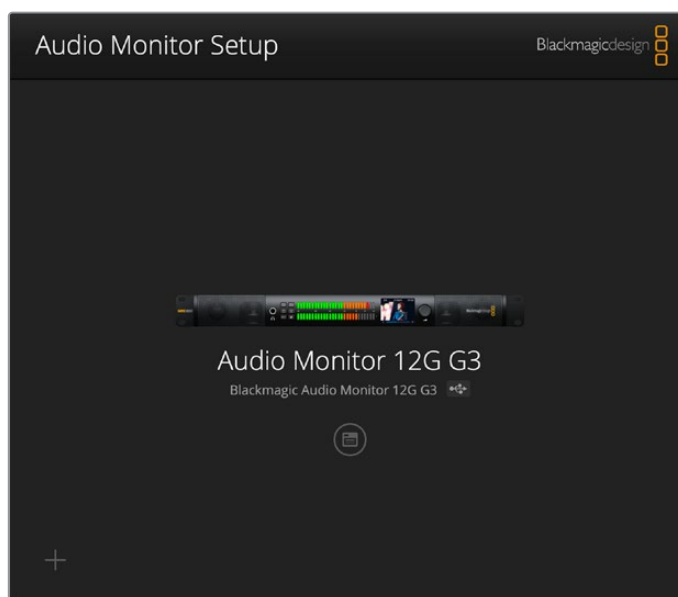 Audio Monitor Setup
Blackmagicdesign
Audio Monitor 12G G3
Blackmagic Audio Monitor 12G G3